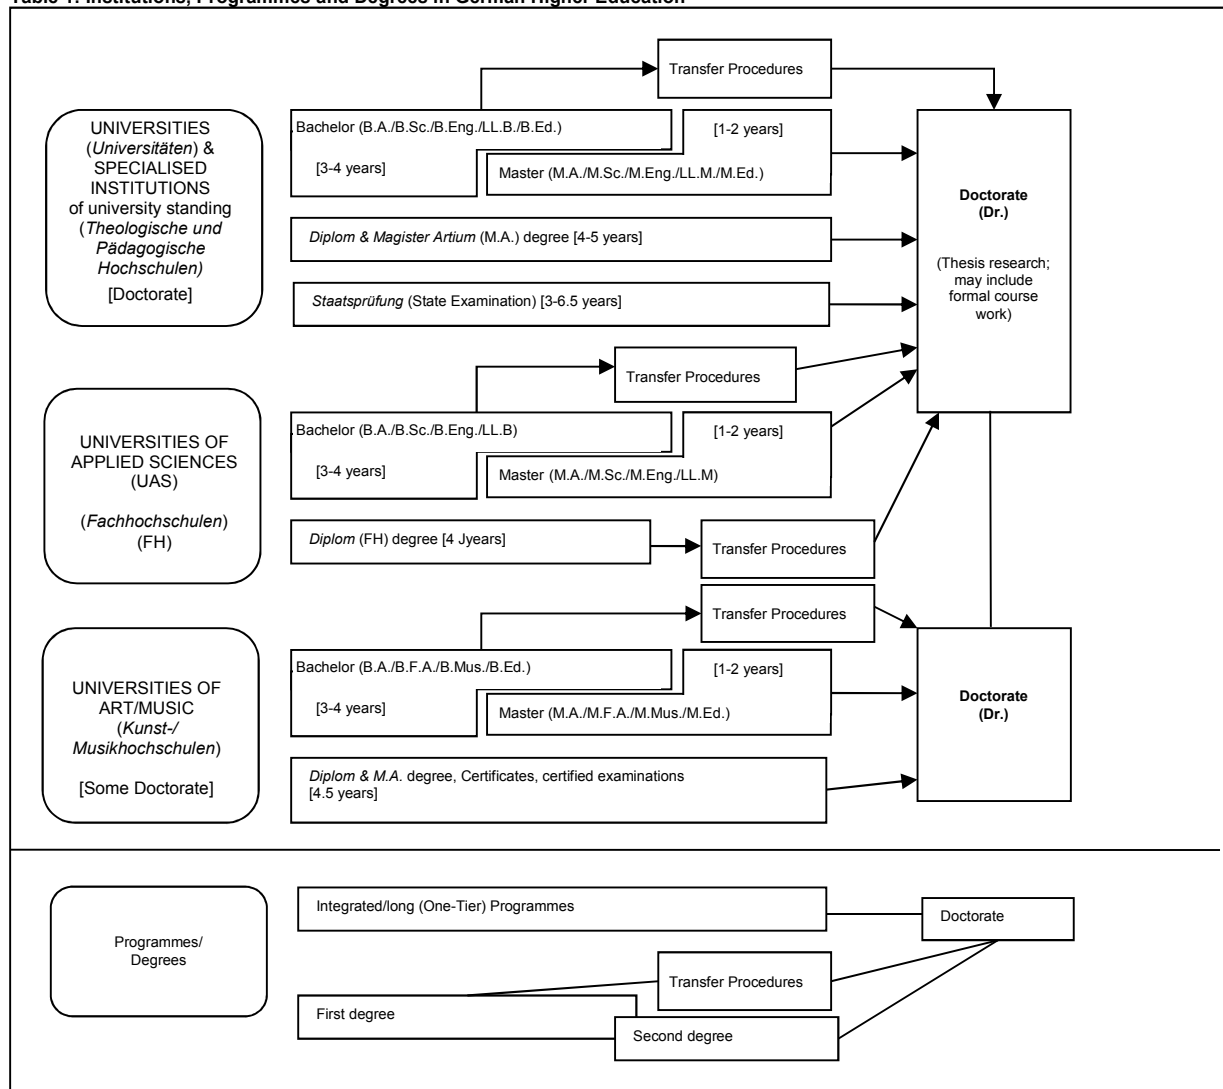 Table 1: Institutions, Programmes and Degrees in German Higher Education
Transfer Procedures
UNIVERSITIES
(Universitäten) &
SPECIALISED
INSTITUTIONS
of university standing
(Theologische und
Pädagogische
Hochschulen)
[Doctorate]
Bachelor (B.A./B.Sc./B.Eng./LL.B./B.Ed.)
[3-4 years]
[1-2 years]
Master (M.A./M.Sc./M.Eng./LL.M./M.Ed.)
Diplom & Magister Artium (M.A.) degree [4-5 years]
Staatsprüfung (State Examination) [3-6.5 years]
Doctorate
(Dr.)
(Thesis research;
may include
formal course
work)
Transfer Procedures
UNIVERSITIES OF
APPLIED SCIENCES
(UAS)
(Fachhochschulen)
(FH)
Bachelor (B.A./B.Sc./B.Eng./LL.B)
[3-4 years]
[1-2 years]
Master (M.A./M.Sc./M.Eng./LL.M)
Diplom (FH) degree [4 Jyears]
Transfer Procedures
Transfer Procedures
UNIVERSITIES OF
ART/MUSIC
(Kunst-/
Musikhochschulen)
[Some Doctorate]
Bachelor (B.A./B.F.A./B.Mus./B.Ed.)
[3-4 years]
[1-2 years]
Master (M.A./M.F.A./M.Mus./M.Ed.)
Diplom & M.A. degree, Certificates, certified examinations
[4.5 years]
Doctorate
(Dr.)
Programmes/
Degrees
Integrated/long (One-Tier) Programmes
Doctorate
Transfer Procedures
First degree
Second degree